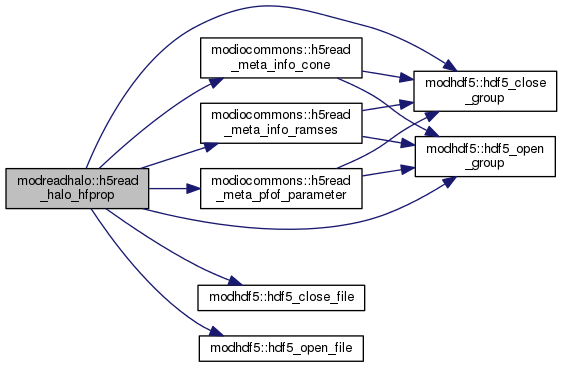 modreadhalo::h5read
_halo_hfprop
modiocommons::h5read
_meta_info_cone
modiocommons::h5read
_meta_info_ramses
modiocommons::h5read
_meta_pfof_parameter
modhdf5::hdf5_close
_group
modhdf5::hdf5_open
_group
modhdf5::hdf5_close_file
modhdf5::hdf5_open_file